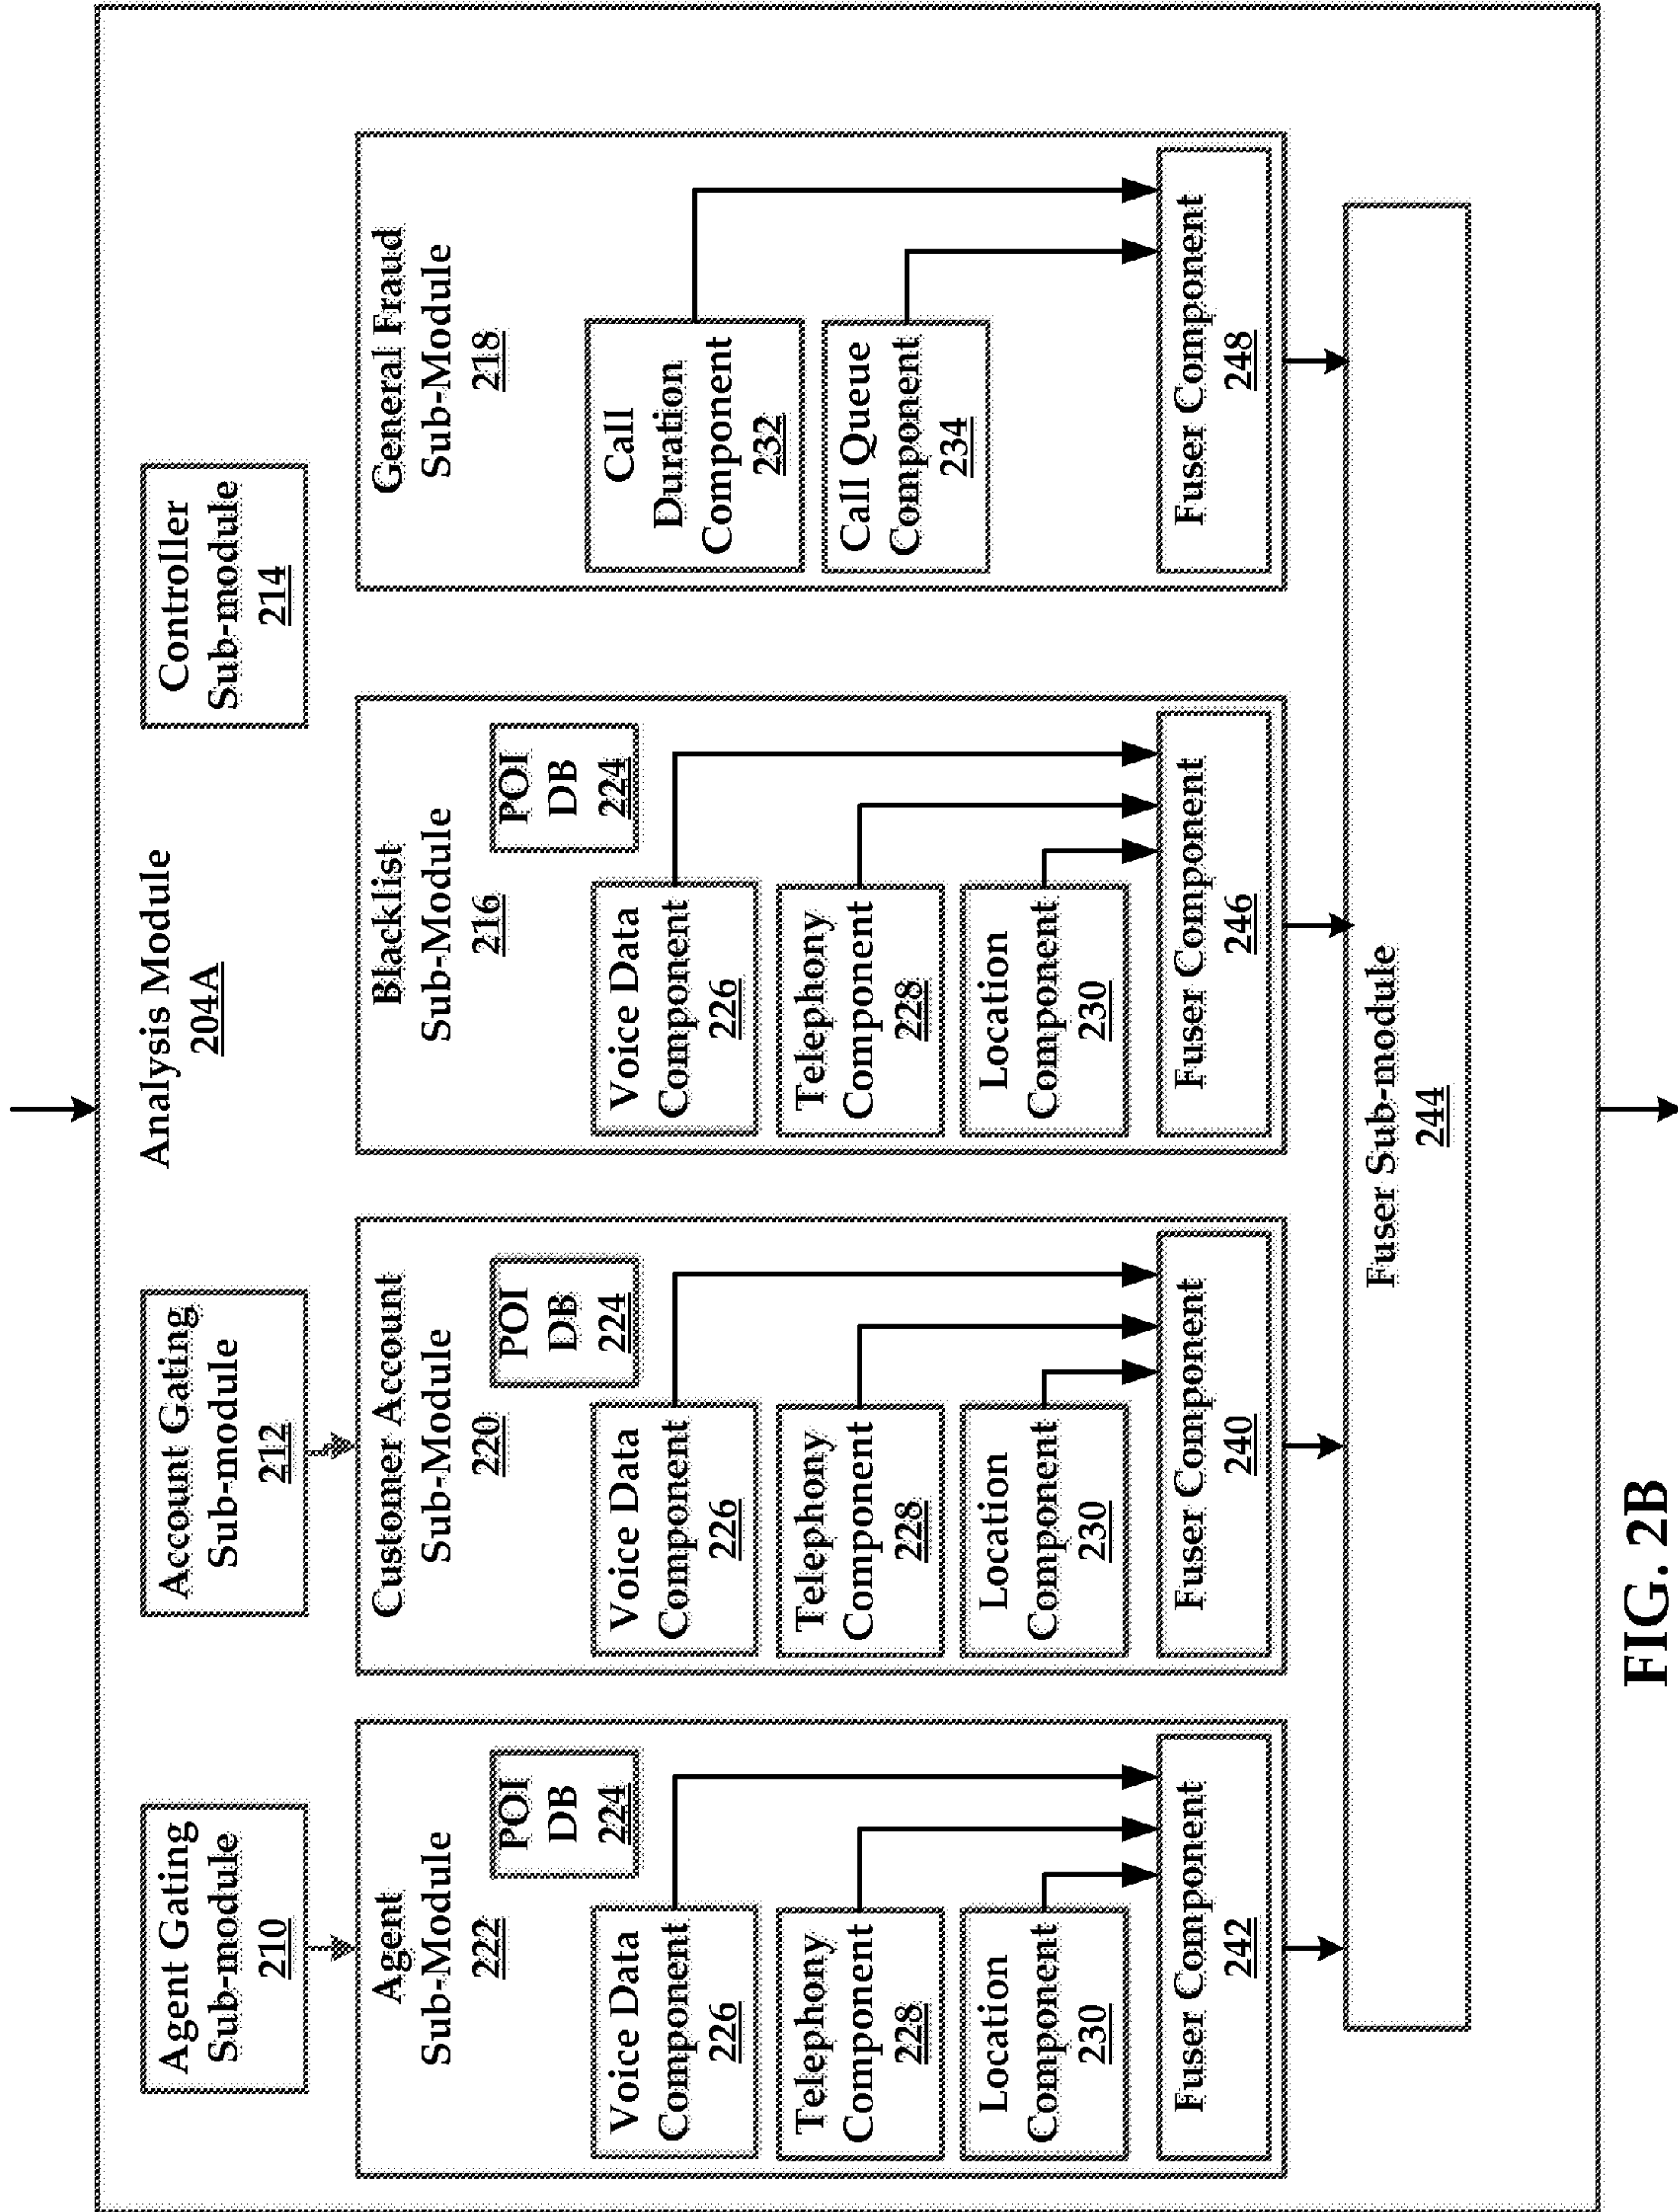 Analysis Module
204A
Agent Gating
Sub-module
210
Account Gating
Sub-module
212
Controller
Sub-module
214
Agent
Sub-Module
222
POI
DB
224
Voice Data
Component
226
Telephony
Component
228
Location
Component
230
Fuser Component
242
Customer Account
Sub-Module
220
POI
DB
224
Voice Data
Component
226
Telephony
Component
228
Location
Component
230
Fuser Component
240
Blacklist
Sub-Module
216
POI
DB
224
Voice Data
Component
226
Telephony
Component
228
Location
Component
230
Fuser Component
246
General Fraud
Sub-Module
218
Call
Duration
Component
232
Call Queue
Component
234
Fuser Component
248
Fuser Sub-module
244
FIG. 2B